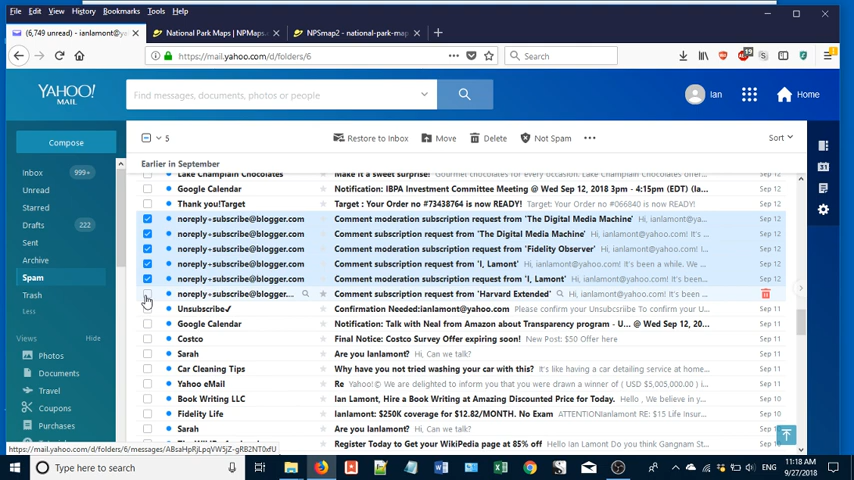 File Edit View History Bookmarks Tools Help
(6,749 unread) - ianlamont@ya
National Park Maps | NPMaps.
NPSmap2 - national-park-map.
https://mail.yahoo.com/d/folders/6
Search
YAHOO!
MAIL
Find messages, documents, photos or people
Ian
Home
Compose
Inbox 999+
Unread
Starred
Drafts 222
Sent
Archive
Spam
Trash
Less
Views Hide
Photos
Documents
Travel
Coupons
Purchases
5 Restore to Inbox Move Delete Not Spam Sort
Earlier in September
Lake Champlain Chocolates Make it a sweet surprise! Gourmet chocolates for every occasion. Sep 12
Google Calendar Notification: IBPA Investment Committee Meeting @ Wed Sep 12, 2018 3pm - 4:15pm (EDT) (ia... Sep 12
Thank you!Target Target : Your Order no #73438764 is now READY! Target: Your Order no #066840 is now RE... Sep 12
noreply+subscribe@blogger.com Comment moderation subscription request from 'The Digital Media Machine' Hi, ianlamont@ya... Sep 12
noreply+subscribe@blogger.com Comment subscription request from 'The Digital Media Machine' Hi, ianlamont@yahoo.com! It's... Sep 12
noreply+subscribe@blogger.com Comment moderation subscription request from 'Fidelity Observer' Hi, ianlamont@yahoo.com! I... Sep 12
noreply+subscribe@blogger.com Comment subscription request from 'I, Lamont' Hi, ianlamont@yahoo.com! It's been a while. We ... Sep 12
noreply+subscribe@blogger.com Comment moderation subscription request from 'I, Lamont' Hi, ianlamont@yahoo.com! It's been... Sep 12
noreply+subscribe@blogger... Comment subscription request from 'Harvard Extended' Hi, ianlamont@yahoo.com! It's been ...
Unsubscribe✓ Confirmation Needed:ianlamont@yahoo.com Please confirm your Unsubscribe To confirm your... Sep 11
Google Calendar Notification: Talk with Neal from Amazon about Transparency program - U... @ Wed Sep 12, 20... Sep 11
Costco Final Notice: Costco Survey Offer expiring soon! New Post: $50 Offer here Sep 11
Sarah Are you Ianlamont? Hi, Can we talk? Sep 11
Car Cleaning Tips Why have you not tried washing your car with this? It's like having a car detailing service at home... Sep 11
Yahoo eMail Re Yahoo!© We are delighted to inform you that you were drawn a winner of ( USD $5,005,000.00 )... Sep 11
Book Writing LLC Ian Lamont, Hire a Book Writing at Amazing Discounted Price for Today. Hello , We believe in y... Sep 11
Fidelity Life Ianlamont: $250K coverage for $12.82/MONTH. No Exam ATTENTIONIanlamont RE: $15 Life Insur... Sep 11
Sarah Are you Ianlamont? Hi, Can we talk? Sep 11
Register Today to Get your WikiPedia page at 85% off Hello Ian Lamont Do you think Gangnam St... Sep 11
https://mail.yahoo.com/d/folders/6/messages/ABsaHpRjLpqVW5jZ-gRB2NT0xfU
Type here to search
ENG
11:18 AM
9/27/2018